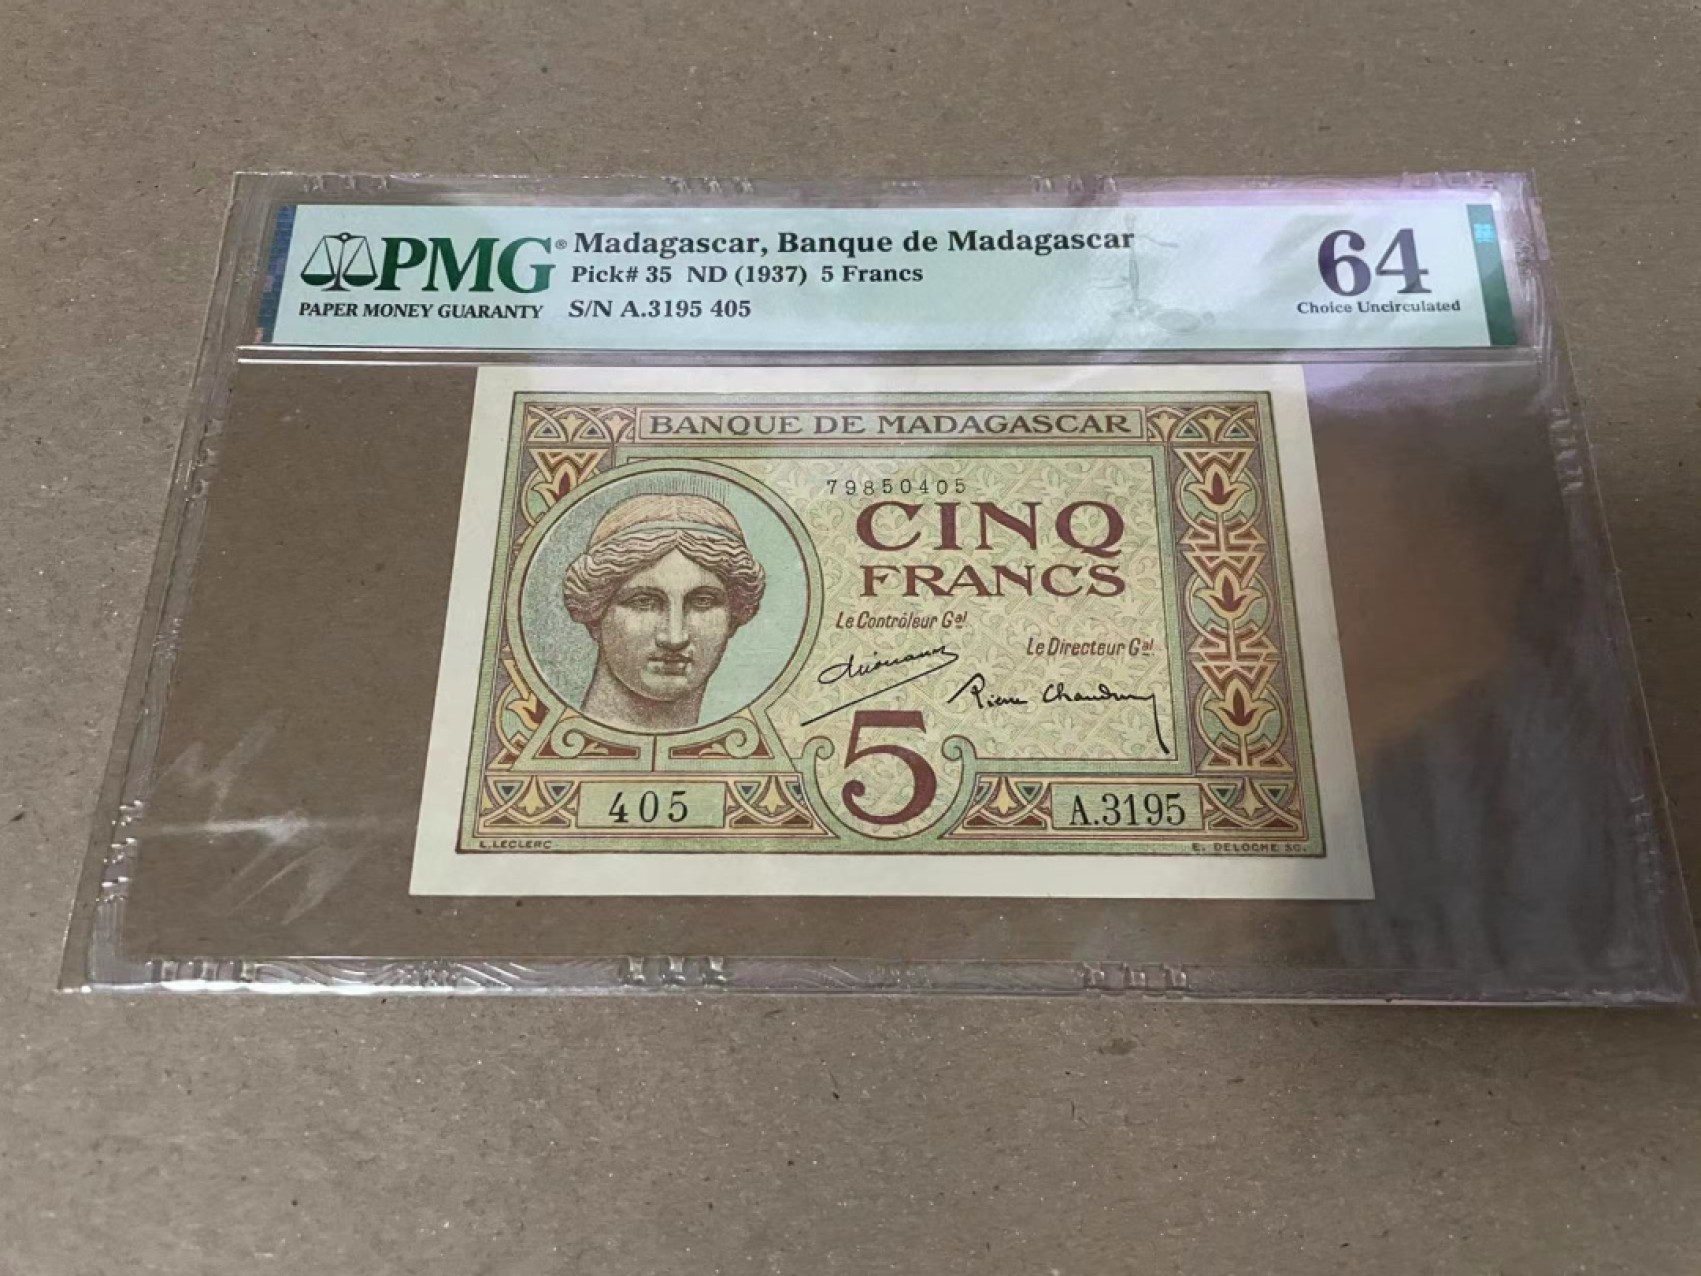 PMG®
PAPER MONEY GUARANTY
Madagascar, Banque de Madagascar
Pick# 35 ND (1937) 5 Francs
S/N A.3195 405
64
Choice Uncirculated
BANQUE DE MADAGASCAR
79850405
CINQ
FRANCS
Le Contrôleur Gal
Le Directeur Gal
5
405
A.3195
L.LECLERC
E. DELOCHE SC.